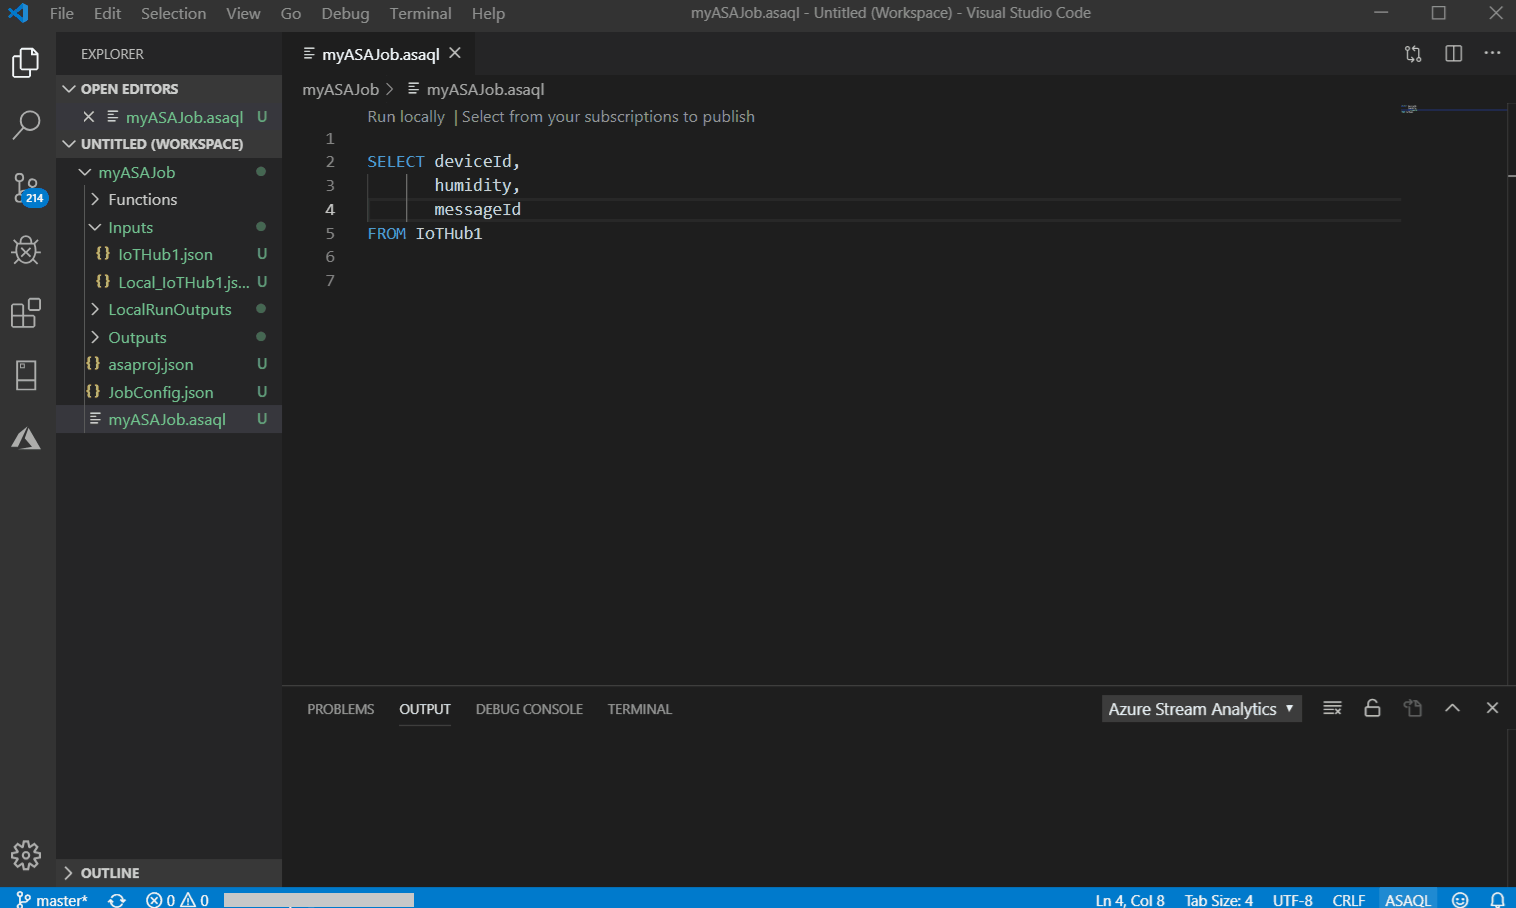 File Edit Selection View Go Debug Terminal Help
myASAJob.asaql - Untitled (Workspace) - Visual Studio Code
EXPLORER
OPEN EDITORS
myASAJob.asaql U
UNTITLED (WORKSPACE)
myASAJob
Functions
Inputs
IoTHub1.json U
Local_IoTHub1.js... U
LocalRunOutputs
Outputs
asaproj.json U
JobConfig.json U
myASAJob.asaql U
OUTLINE
214
myASAJob.asaql
myASAJob > myASAJob.asaql
Run locally | Select from your subscriptions to publish
1
2 SELECT deviceId,
3 humidity,
4 messageId
5 FROM IoTHub1
6
7
PROBLEMS OUTPUT DEBUG CONSOLE TERMINAL
Azure Stream Analytics
master* 0 0 Ln 4, Col 8 Tab Size: 4 UTF-8 CRLF ASAQL